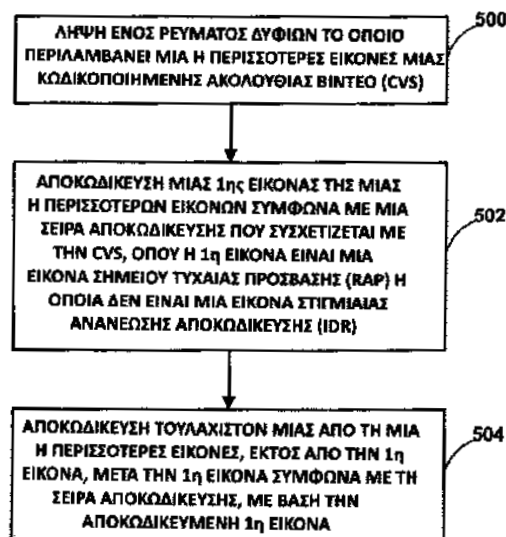 ΛΗΨΗ ΕΝΟΣ ΡΕΥΜΑΤΟΣ ΔΥΦΙΩΝ ΤΟ ΟΠΟΙΟ
ΠΕΡΙΛΑΜΒΑΝΕΙ ΜΙΑ Η ΠΕΡΙΣΣΟΤΕΡΕΣ ΕΙΚΟΝΕΣ ΜΙΑΣ
ΚΩΔΙΚΟΠΟΙΗΜΕΝΗΣ ΑΚΟΛΟΥΘΙΑΣ ΒΙΝΤΕΟ (CVS)
500
ΑΠΟΚΩΔΙΚΕΥΣΗ ΜΙΑΣ 1ης ΕΙΚΟΝΑΣ ΤΗΣ ΜΙΑΣ
Η ΠΕΡΙΣΣΟΤΕΡΩΝ ΕΙΚΟΝΩΝ ΣΥΜΦΩΝΑ ΜΕ ΜΙΑ
ΣΕΙΡΑ ΑΠΟΚΩΔΙΚΕΥΣΗΣ ΠΟΥ ΣΥΣΧΕΤΙΖΕΤΑΙ ΜΕ
ΤΗΝ CVS, ΟΠΟΥ Η 1η ΕΙΚΟΝΑ ΕΙΝΑΙ ΜΙΑ
ΕΙΚΟΝΑ ΣΗΜΕΙΟΥ ΤΥΧΑΙΑΣ ΠΡΟΣΒΑΣΗΣ (RAP) Η
ΟΠΟΙΑ ΔΕΝ ΕΙΝΑΙ ΜΙΑ ΕΙΚΟΝΑ ΣΤΙΓΜΙΑΙΑΣ
ΑΝΑΝΕΩΣΗΣ ΑΠΟΚΩΔΙΚΕΥΣΗΣ (IDR)
502
ΑΠΟΚΩΔΙΚΕΥΣΗ ΤΟΥΛΑΧΙΣΤΟΝ ΜΙΑΣ ΑΠΟ ΤΗ ΜΙΑ
Η ΠΕΡΙΣΣΟΤΕΡΕΣ ΕΙΚΟΝΕΣ, ΕΚΤΟΣ ΑΠΟ ΤΗΝ 1η
ΕΙΚΟΝΑ, ΜΕΤΑ ΤΗΝ 1η ΕΙΚΟΝΑ ΣΥΜΦΩΝΑ ΜΕ ΤΗ
ΣΕΙΡΑ ΑΠΟΚΩΔΙΚΕΥΣΗΣ, ΜΕ ΒΑΣΗ ΤΗΝ
ΑΠΟΚΩΔΙΚΕΥΜΕΝΗ 1η ΕΙΚΟΝΑ
504